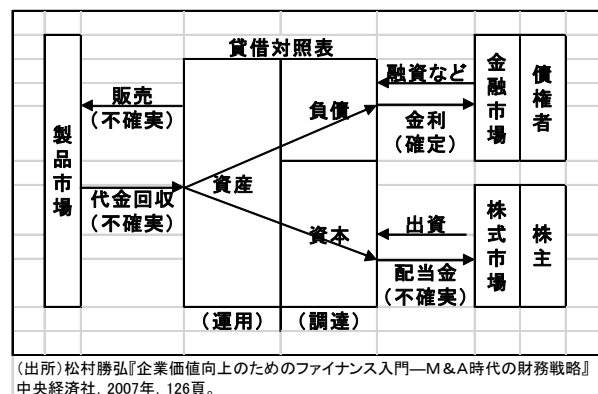 貸借対照表
製品市場
販売
(不確実)
代金回収
(不確実)
資産
負債
資本
融資など
金利
(確定)
出資
配当金
(不確実)
金融市場
債権者
株式市場
株主
(運用)
(調達)
(出所)松村勝弘『企業価値向上のためのファイナンス入門―M&A時代の財務戦略』
中央経済社, 2007年, 126頁。